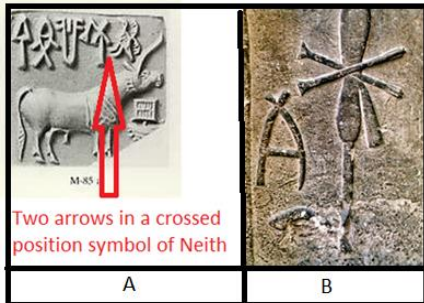 M-85
Two arrows in a crossed
position symbol of Neith
A
B